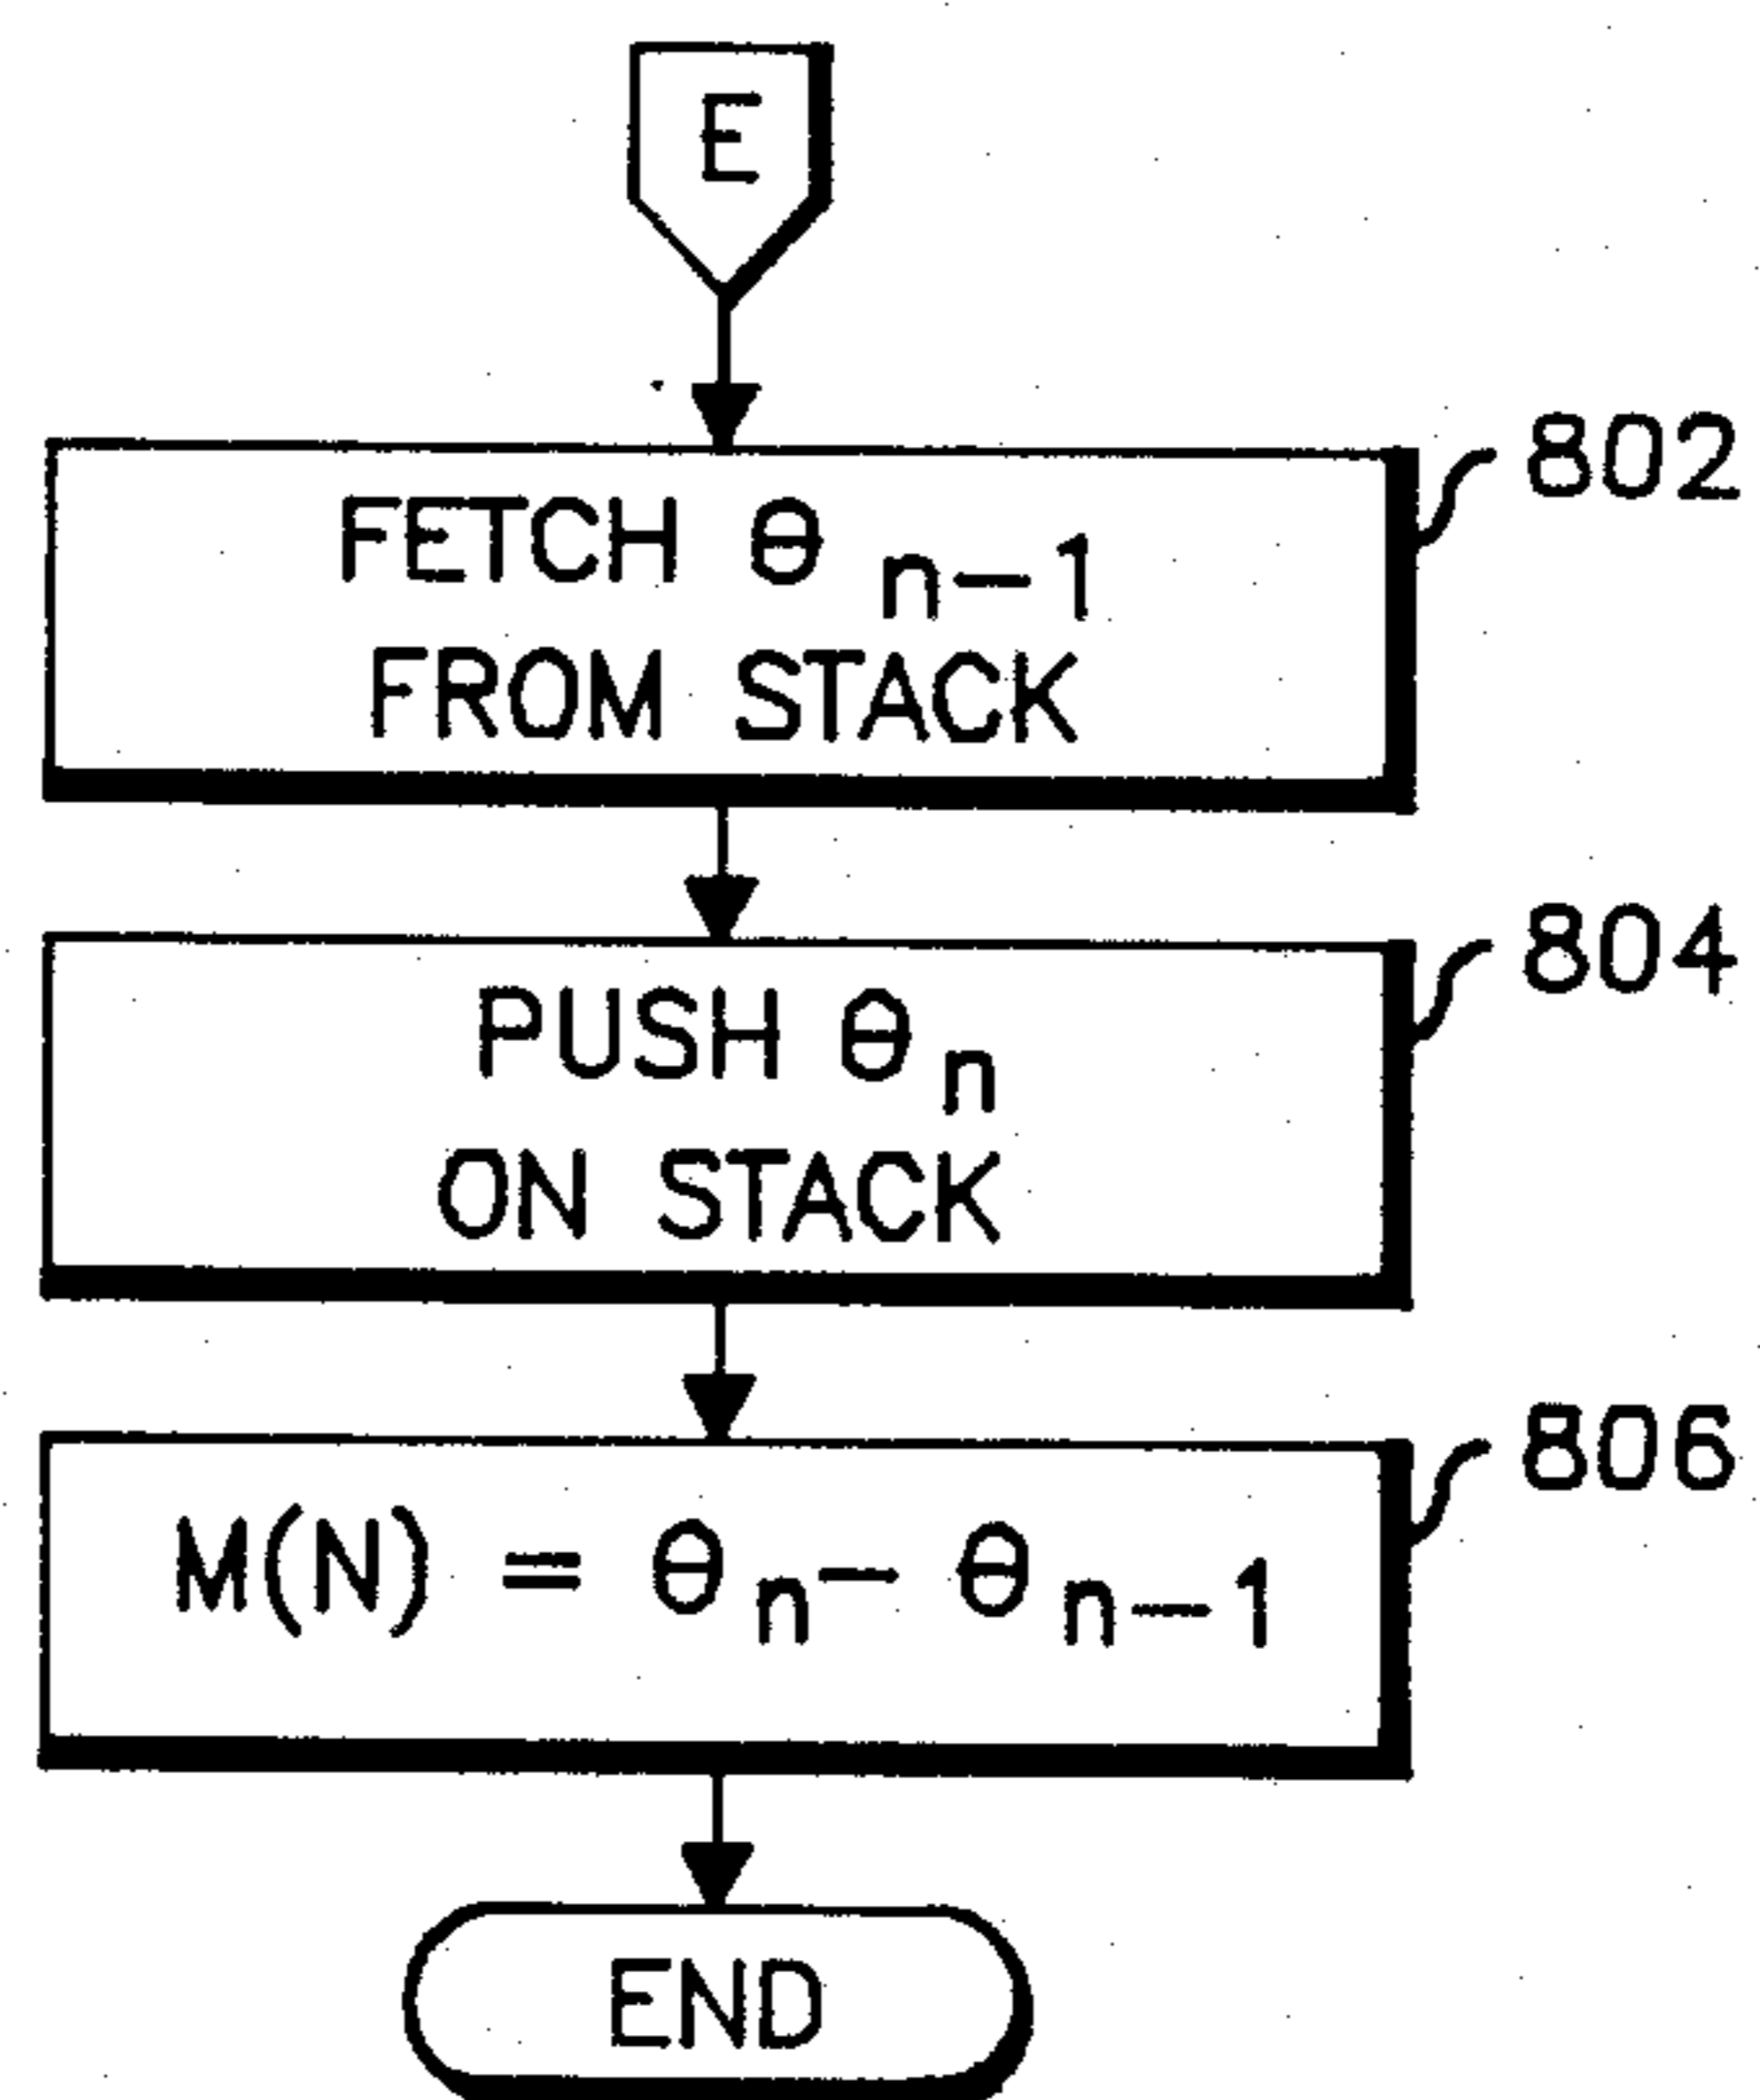 E
802
FETCH θ n−1
FROM STACK
804
PUSH θ n
ON STACK
806
M(N) = θ n − θ n−1
END